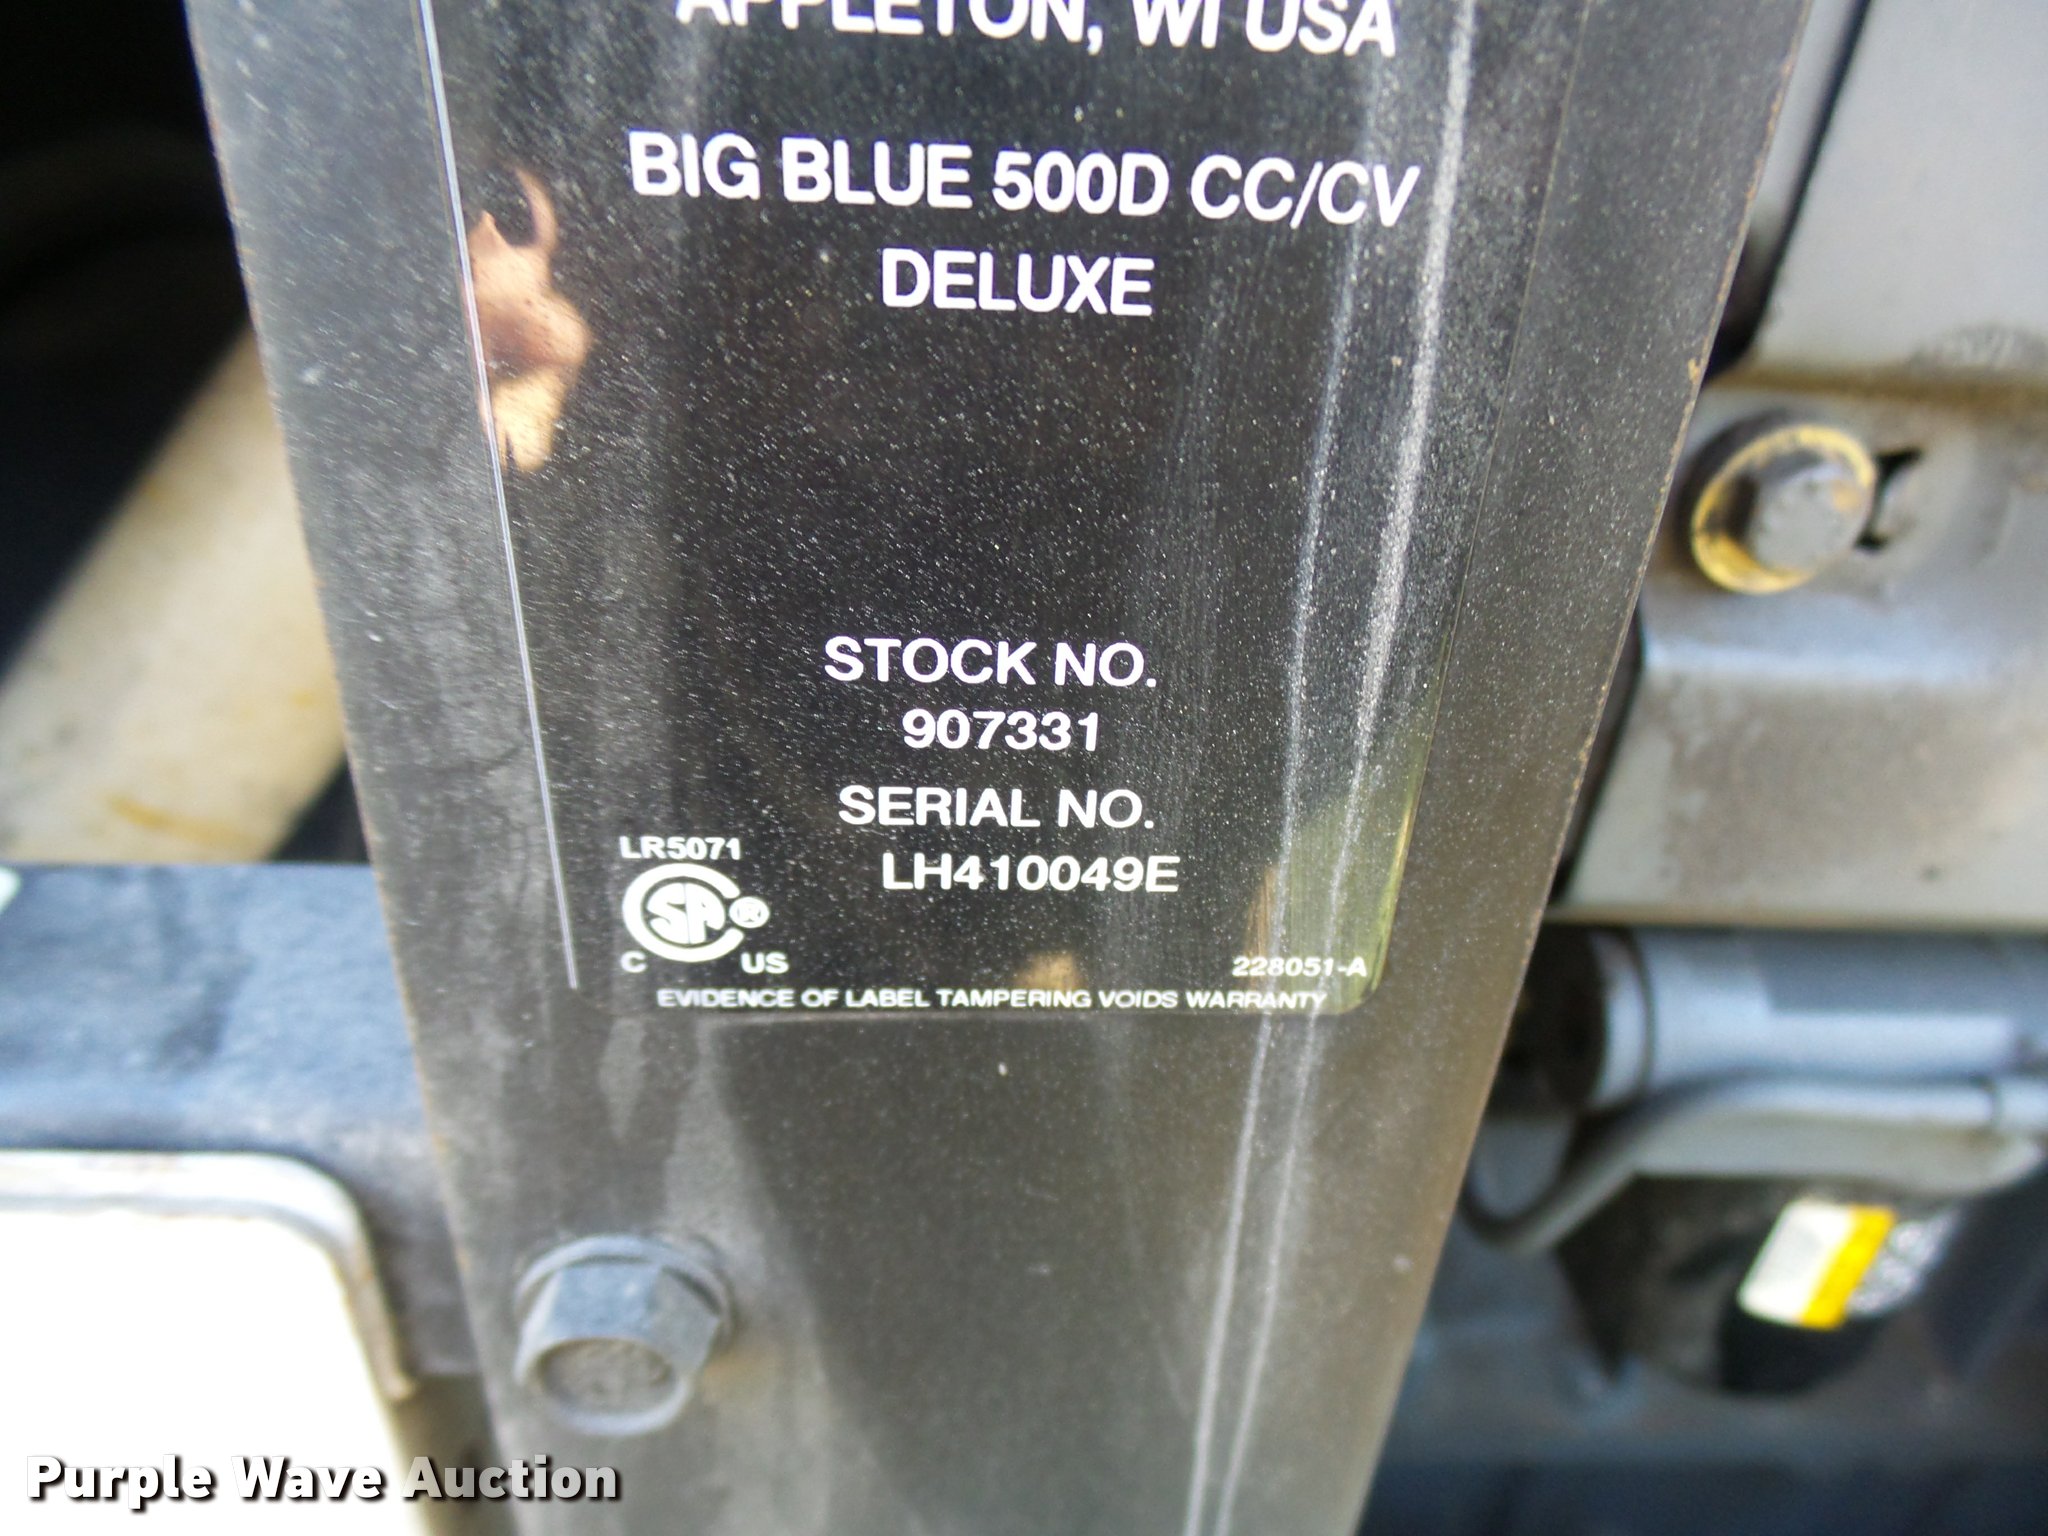 APPLETON, WI USA
BIG BLUE 500D CC/CV
DELUXE
STOCK NO.
907331
SERIAL NO.
LH410049E
LR5071
CSA®
C US
228051-A
EVIDENCE OF LABEL TAMPERING VOIDS WARRANTY
Purple Wave Auction